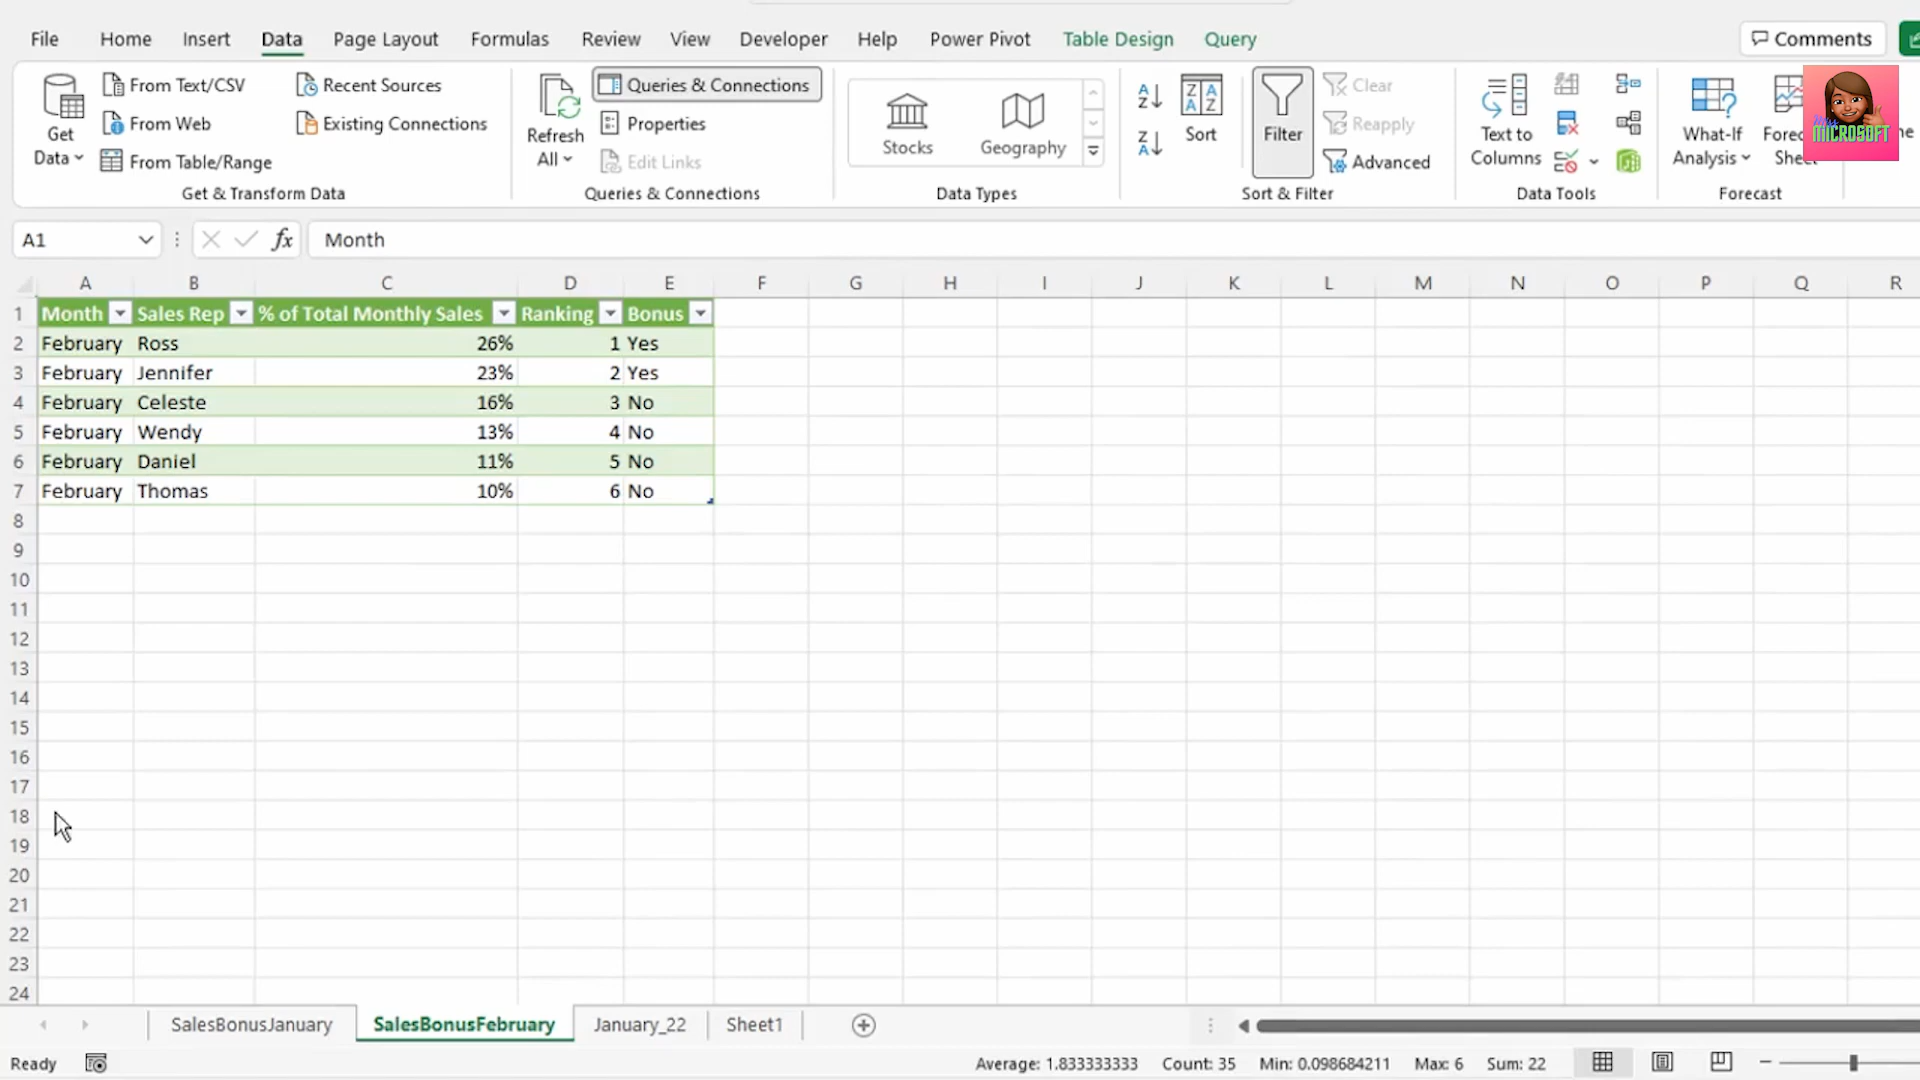 File Home Insert Data Page Layout Formulas Review View Developer Help Power Pivot Table Design Query Comments
Get Data
From Text/CSV
From Web
From Table/Range
Recent Sources
Existing Connections
Get & Transform Data
Refresh All
Queries & Connections
Properties
Edit Links
Queries & Connections
Stocks
Geography
Data Types
Sort
Filter
Clear
Reapply
Advanced
Sort & Filter
Text to Columns
Data Tools
What-If Analysis
Forecast
MICROSOFT
A1 fx Month
A B C D E F G H I J K L M N O P Q R
1 Month Sales Rep % of Total Monthly Sales Ranking Bonus
2 February Ross 26% 1 Yes
3 February Jennifer 23% 2 Yes
4 February Celeste 16% 3 No
5 February Wendy 13% 4 No
6 February Daniel 11% 5 No
7 February Thomas 10% 6 No
8
9
10
11
12
13
14
15
16
17
18
19
20
21
22
23
24
SalesBonusJanuary SalesBonusFebruary January_22 Sheet1
Ready Average: 1.833333333 Count: 35 Min: 0.098684211 Max: 6 Sum: 22